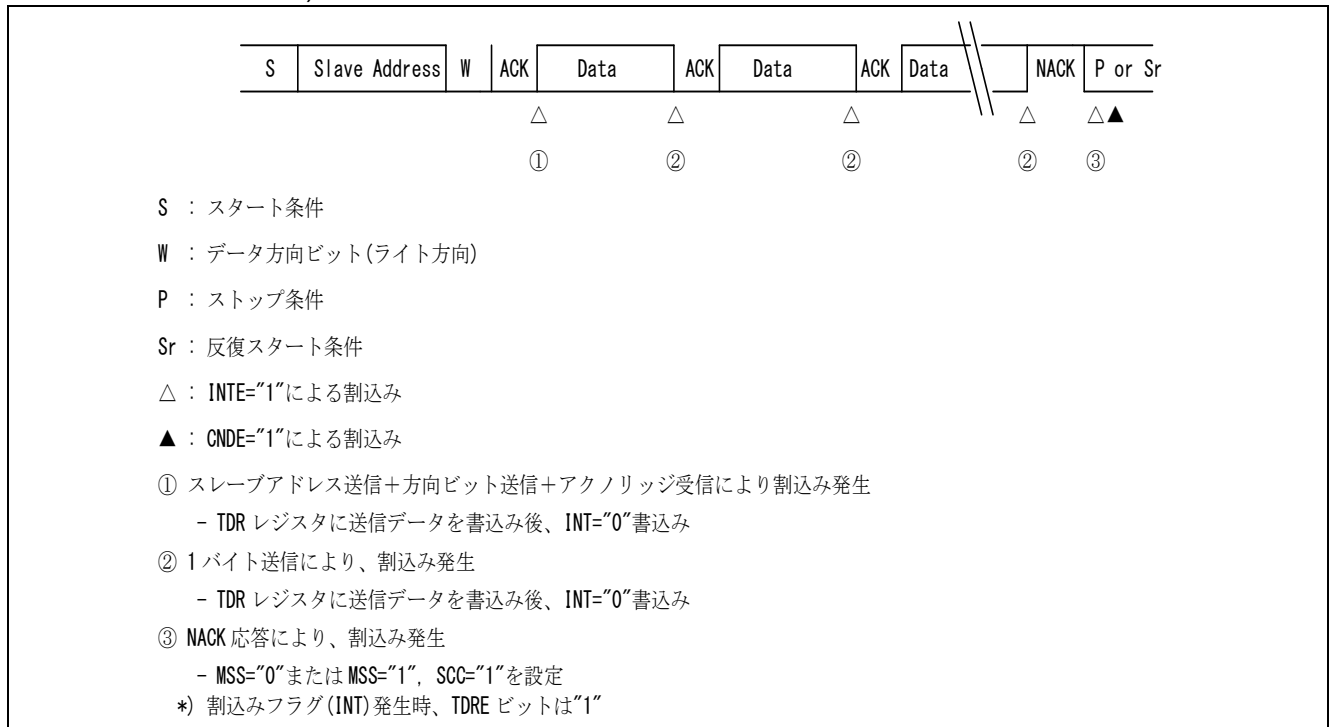 S Slave Address W ACK Data ACK Data ACK Data NACK P or Sr
△ △ △ △ △▲
① ② ② ② ③
S : スタート条件
W : データ方向ビット(ライト方向)
P : ストップ条件
Sr : 反復スタート条件
△ : INTE="1"による割込み
▲ : CNDE="1"による割込み
① スレーブアドレス送信＋方向ビット送信＋アクノリッジ受信により割込み発生
- TDR レジスタに送信データを書込み後、INT="0"書込み
② 1 バイト送信により、割込み発生
- TDR レジスタに送信データを書込み後、INT="0"書込み
③ NACK 応答により、割込み発生
- MSS="0"または MSS="1", SCC="1"を設定
*) 割込みフラグ(INT)発生時、TDRE ビットは"1"